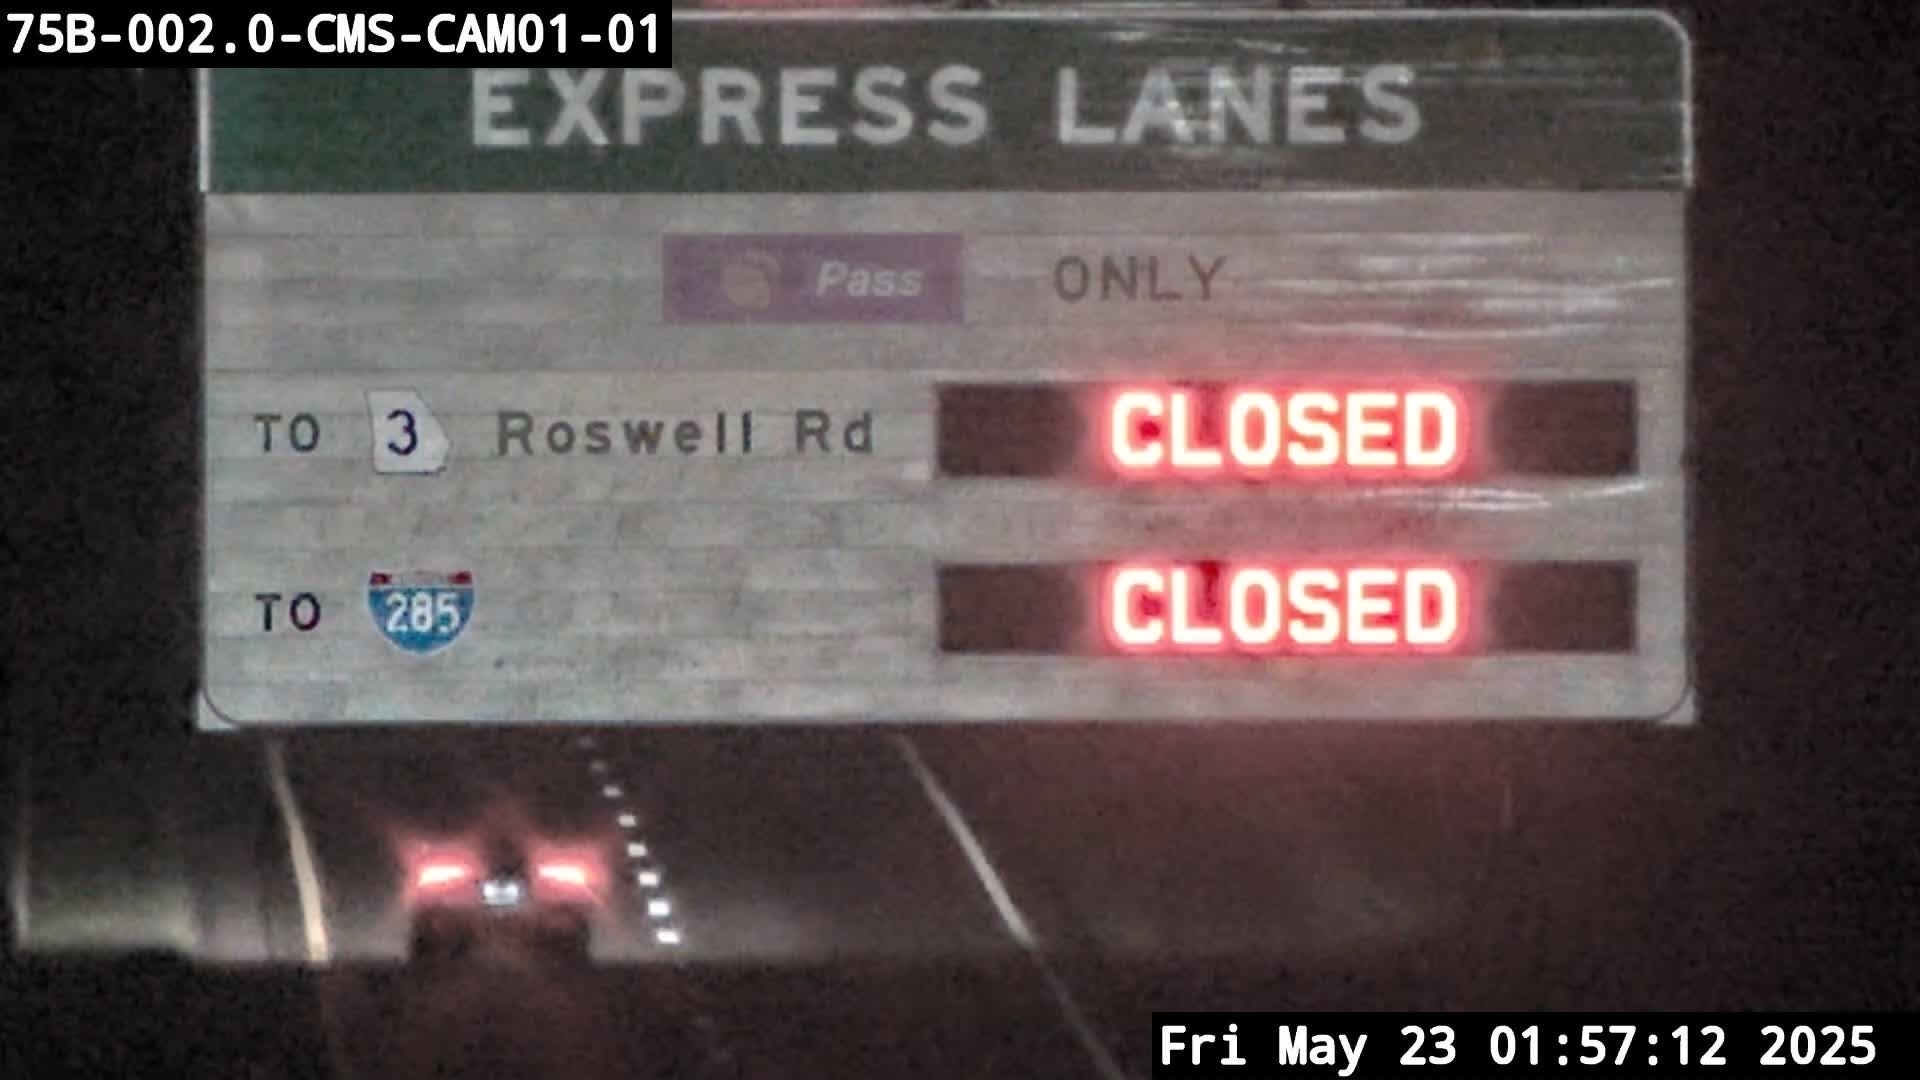 75B-002.0-CMS-CAM01-01
EXPRESS LANES
Pass ONLY
TO 3 Roswell Rd CLOSED
TO 285 CLOSED
Fri May 23 01:57:12 2025